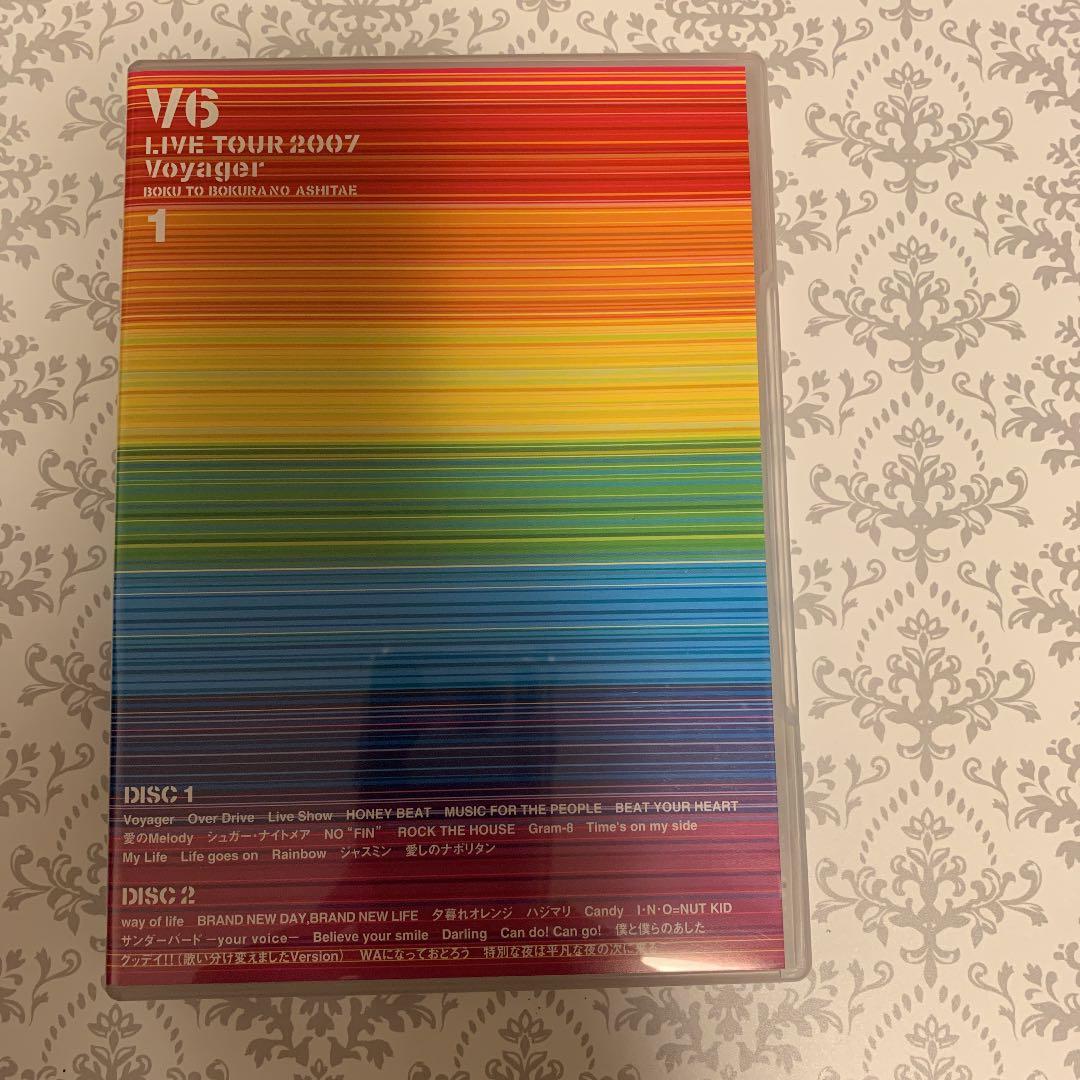 V6
LIVE TOUR 2007
Voyager
BOKU TO BOKURA NO ASHITAE
1
DISC 1
Voyager Over Drive Live Show HONEY BEAT MUSIC FOR THE PEOPLE BEAT YOUR HEART
愛のMelody シュガー・ナイトメア NO “FIN” ROCK THE HOUSE Gram-8 Time's on my side
My Life Life goes on Rainbow ジャスミン 愛しのナポリタン
DISC 2
way of life BRAND NEW DAY,BRAND NEW LIFE 夕暮れオレンジ ハジマリ Candy I・N・O=NUT KID
サンダーバード－your voice－ Believe your smile Darling Can do! Can go! 僕と僕らのあした
グッデイ!!（歌い分け変えましたVersion） WAになっておどろう 特別な夜は平凡な夜の次に